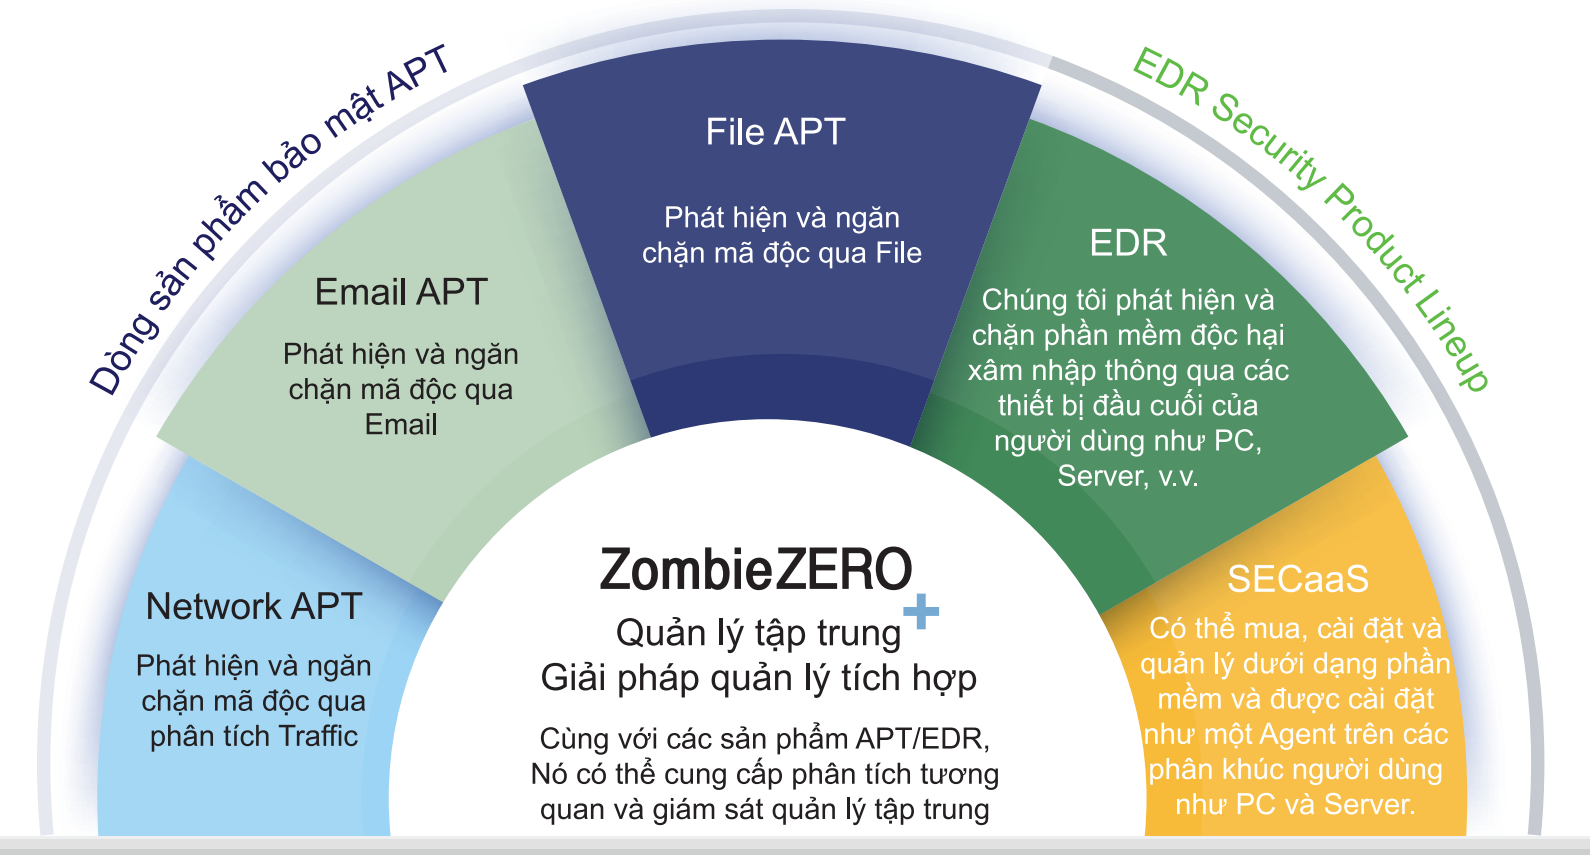 Dòng sản phẩm bảo mật APT
EDR Security Product Lineup
File APT
Phát hiện và ngăn
chặn mã độc qua File
Email APT
Phát hiện và ngăn
chặn mã độc qua
Email
EDR
Chúng tôi phát hiện và
chặn phần mềm độc hại
xâm nhập thông qua các
thiết bị đầu cuối của
người dùng như PC,
Server, v.v.
Network APT
Phát hiện và ngăn
chặn mã độc qua
phân tích Traffic
ZombieZERO
Quản lý tập trung
Giải pháp quản lý tích hợp
Cùng với các sản phẩm APT/EDR,
Nó có thể cung cấp phân tích tương
quan và giám sát quản lý tập trung
SECaaS
Có thể mua, cài đặt và
quản lý dưới dạng phần
mềm và được cài đặt
như một Agent trên các
phân khúc người dùng
như PC và Server.